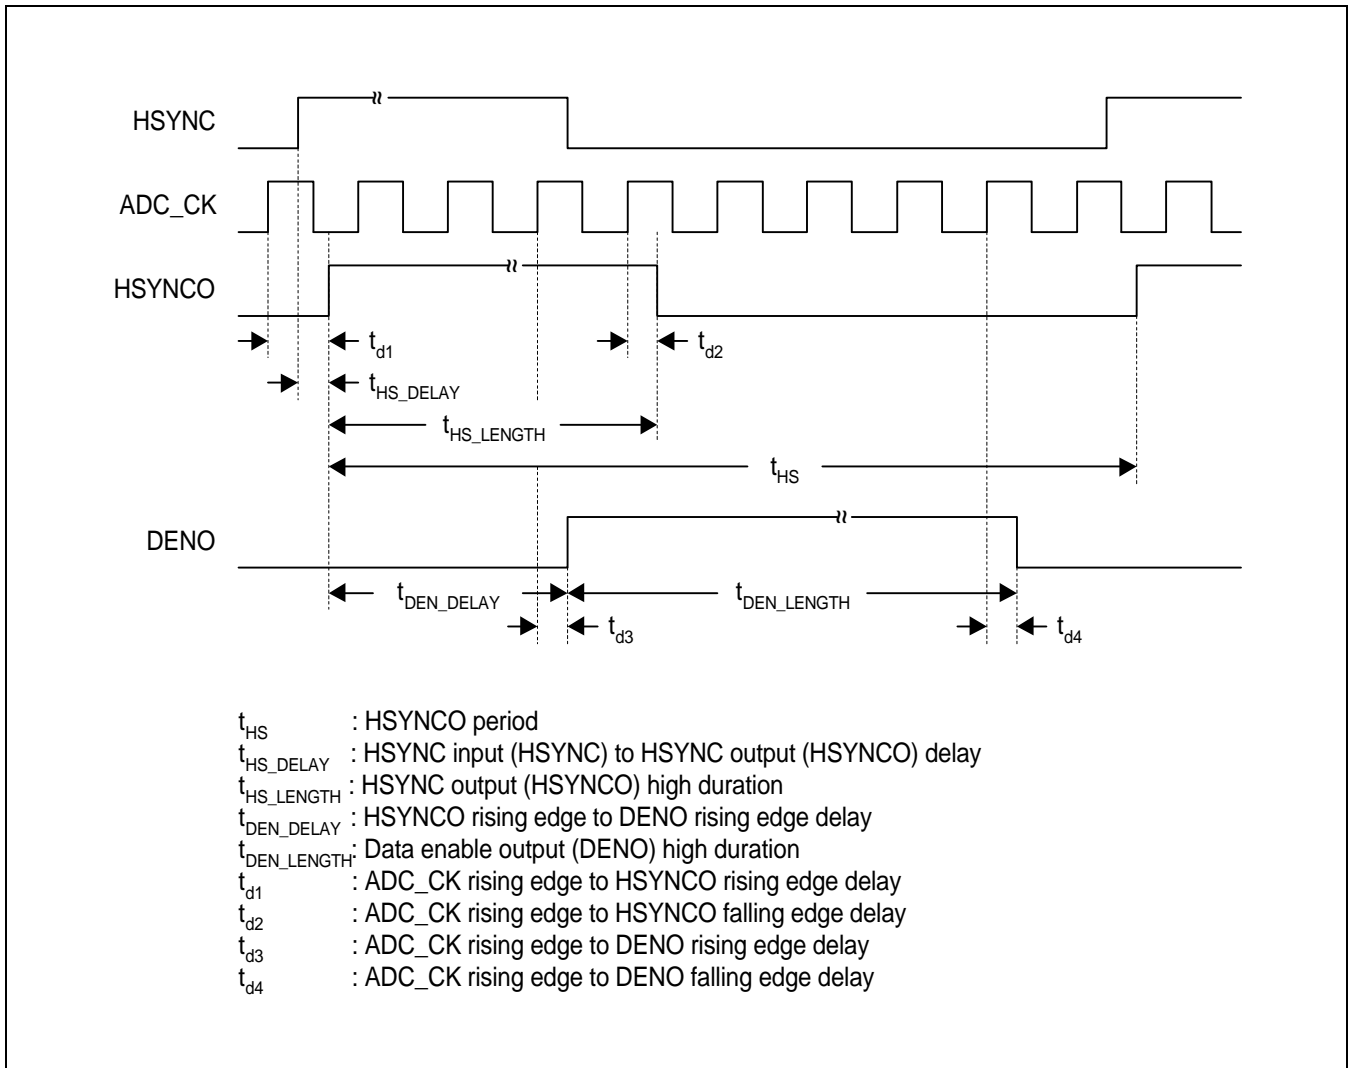 HSYNC
ADC_CK
HSYNCO
td1
td2
tHS_DELAY
tHS_LENGTH
tHS
DENO
tDEN_DELAY
tDEN_LENGTH
td3
td4
tHS : HSYNCO period
tHS_DELAY : HSYNC input (HSYNC) to HSYNC output (HSYNCO) delay
tHS_LENGTH : HSYNC output (HSYNCO) high duration
tDEN_DELAY : HSYNCO rising edge to DENO rising edge delay
tDEN_LENGTH: Data enable output (DENO) high duration
td1 : ADC_CK rising edge to HSYNCO rising edge delay
td2 : ADC_CK rising edge to HSYNCO falling edge delay
td3 : ADC_CK rising edge to DENO rising edge delay
td4 : ADC_CK rising edge to DENO falling edge delay